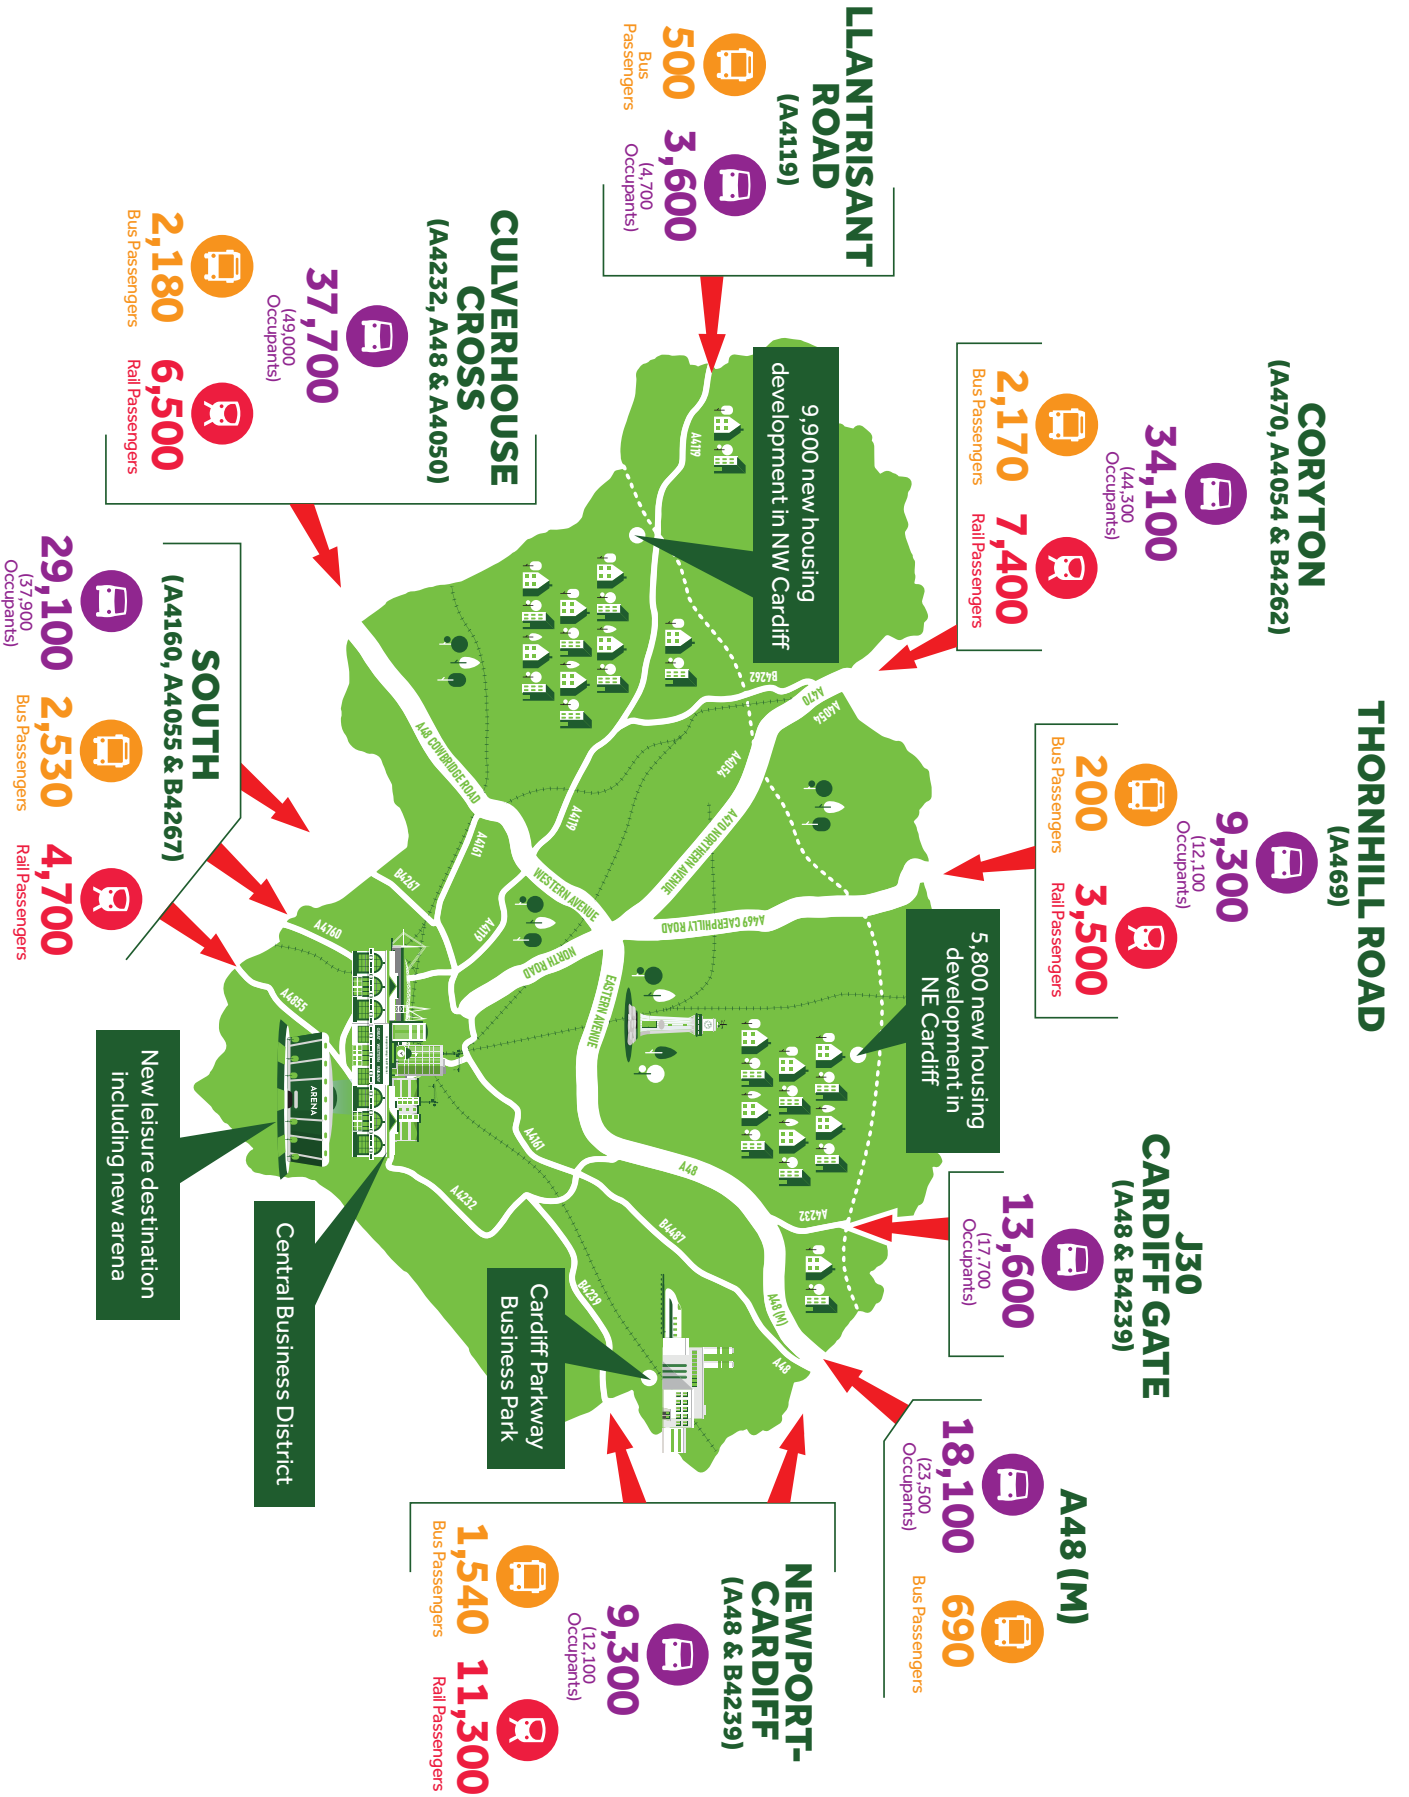 THORNHILL ROAD
(A469)
9,300
(12,100
Occupants)
200
Bus Passengers
3,500
Rail Passengers
CORYTON
(A470, A4054 & B4262)
34,100
(44,300
Occupants)
2,170
Bus Passengers
7,400
Rail Passengers
J30
CARDIFF GATE
(A48 & B4239)
13,600
(17,700
Occupants)
A48 (M)
18,100
(23,500
Occupants)
690
Bus Passengers
LLANTRISANT
ROAD
(A4119)
500
Bus
Passengers
3,600
(4,700
Occupants)
NEWPORT-
CARDIFF
(A48 & B4239)
9,300
(12,100
Occupants)
1,540
Bus Passengers
11,300
Rail Passengers
CULVERHOUSE
CROSS
(A4232, A48 & A4050)
37,700
(49,000
Occupants)
2,180
Bus Passengers
6,500
Rail Passengers
SOUTH
(A4160, A4055 & B4267)
29,100
(37,900
Occupants)
2,530
Bus Passengers
4,700
Rail Passengers
9,900 new housing
development in NW Cardiff
5,800 new housing
development in
NE Cardiff
Cardiff Parkway
Business Park
Central Business District
New leisure destination
including new arena
A4119
B4262
A470
A4054
A4054
A470 NORTHERN AVENUE
A469 CAERPHILLY ROAD
A4232
A48 (M)
A48
A48
B4487
B4239
A4161
A4232
EASTERN AVENUE
NORTH ROAD
WESTERN AVENUE
A4119
A4119
A48 COWBRIDGE ROAD
A4161
B4267
A4760
A4855
ARENA